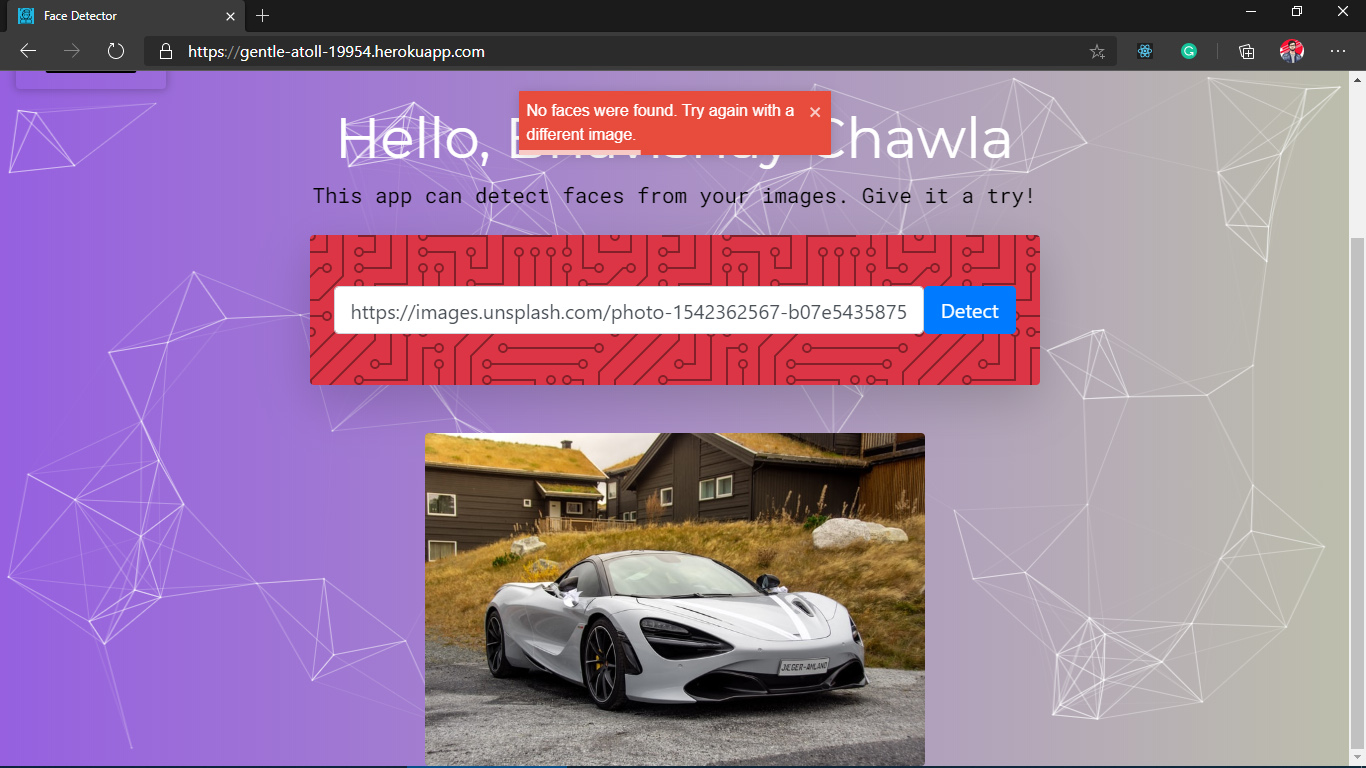 Face Detector
https://gentle-atoll-19954.herokuapp.com
No faces were found. Try again with a
different image.
Hello, Chawla
This app can detect faces from your images. Give it a try!
https://images.unsplash.com/photo-1542362567-b07e5435875
Detect
JÆGER-AMLAND